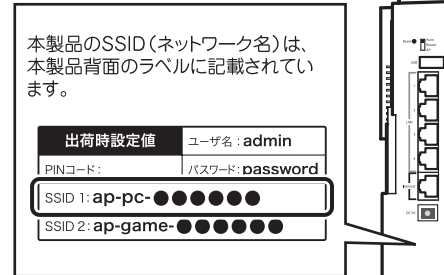 本製品のSSID（ネットワーク名）は、
本製品背面のラベルに記載されてい
ます。
出荷時設定値 ユーザ名：admin
PINコード： パスワード：password
SSID 1：ap-pc-●●●●●●
SSID 2：ap-game-●●●●●●